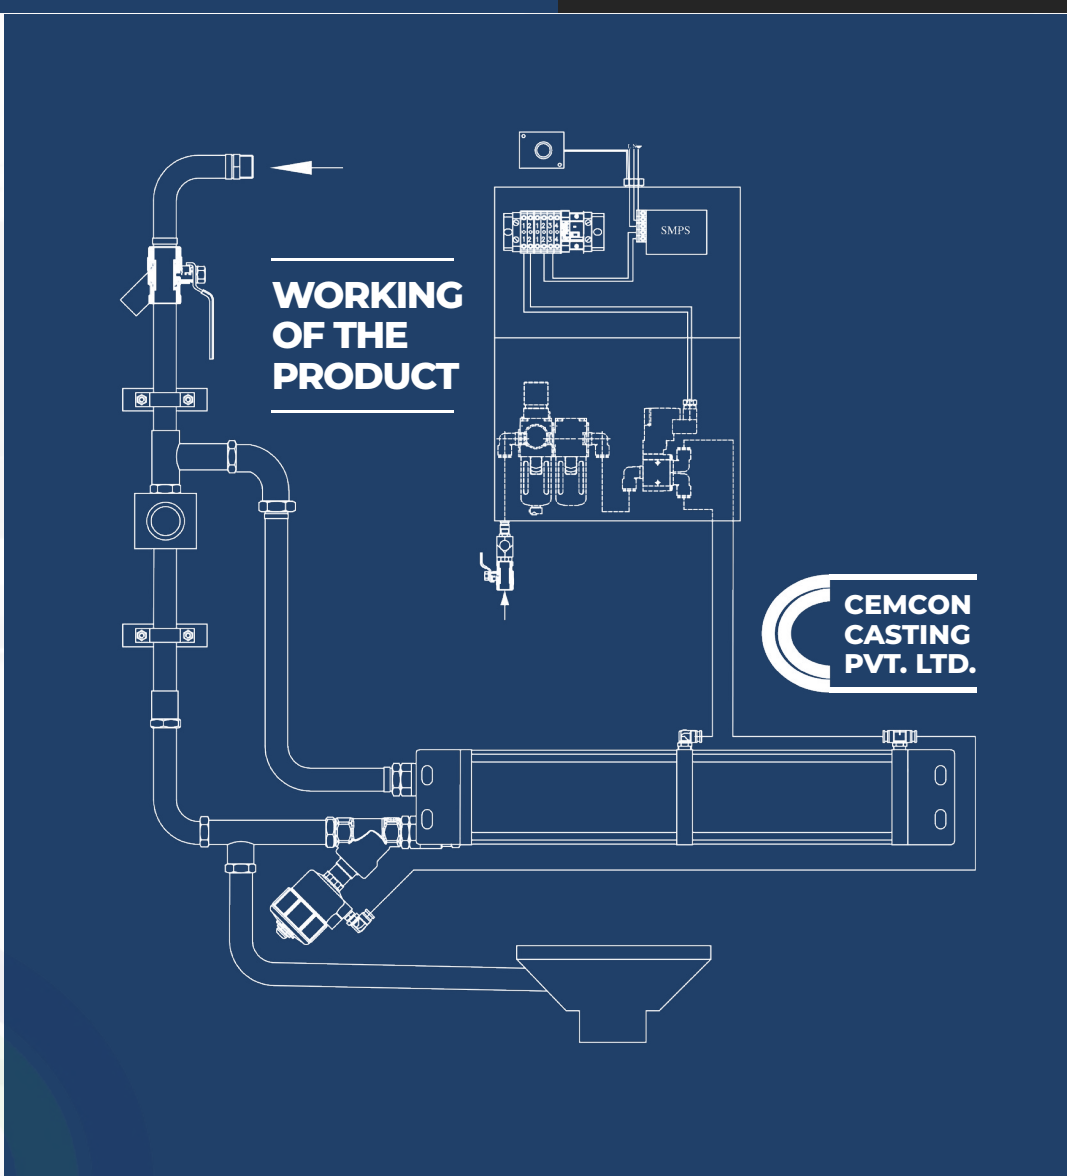 SMPS
WORKING
OF THE
PRODUCT
CEMCON
CASTING
PVT. LTD.